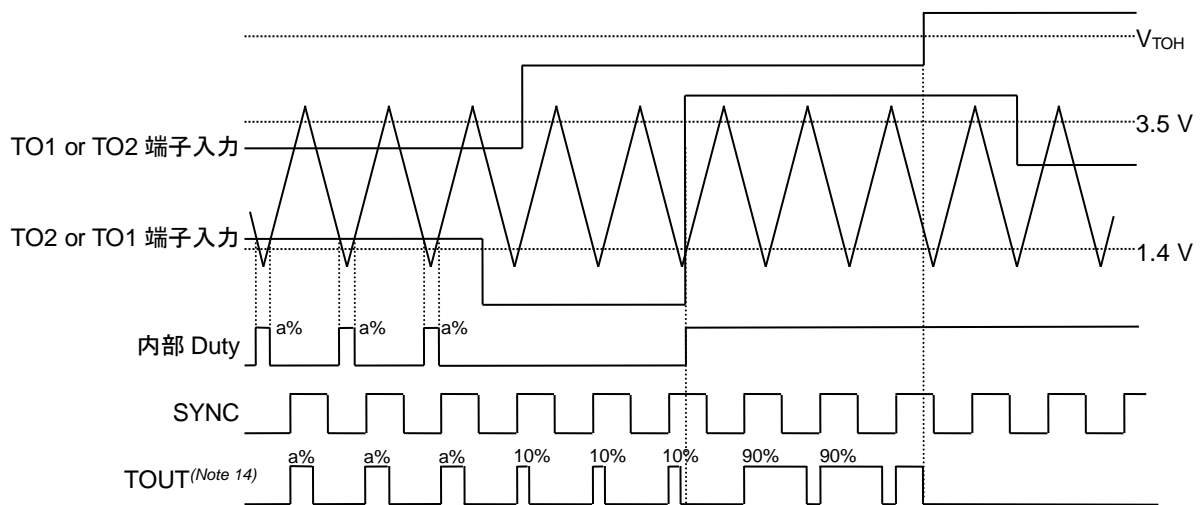 VTOH
3.5 V
TO1 or TO2 端子入力
TO2 or TO1 端子入力
1.4 V
a% a% a%
内部 Duty
SYNC
a% a% a% 10% 10% 10% 90% 90%
TOUT(Note 14)